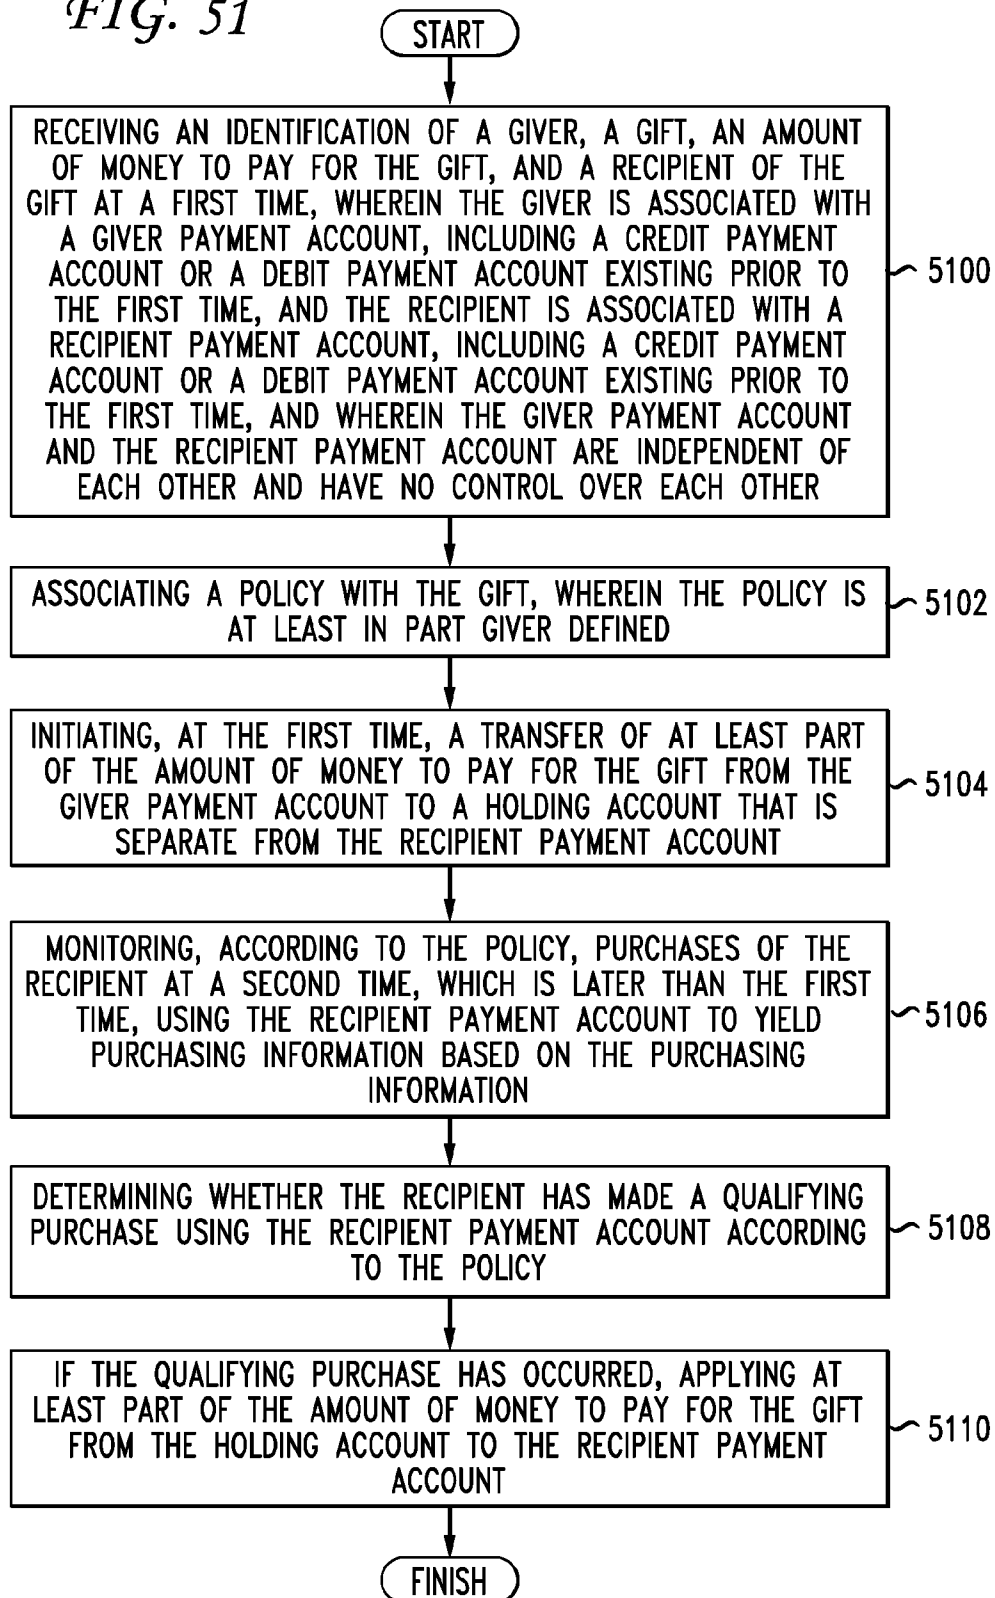 FIG. 51
START
RECEIVING AN IDENTIFICATION OF A GIVER, A GIFT, AN AMOUNT
OF MONEY TO PAY FOR THE GIFT, AND A RECIPIENT OF THE
GIFT AT A FIRST TIME, WHEREIN THE GIVER IS ASSOCIATED WITH
A GIVER PAYMENT ACCOUNT, INCLUDING A CREDIT PAYMENT
ACCOUNT OR A DEBIT PAYMENT ACCOUNT EXISTING PRIOR TO
THE FIRST TIME, AND THE RECIPIENT IS ASSOCIATED WITH A
RECIPIENT PAYMENT ACCOUNT, INCLUDING A CREDIT PAYMENT
ACCOUNT OR A DEBIT PAYMENT ACCOUNT EXISTING PRIOR TO
THE FIRST TIME, AND WHEREIN THE GIVER PAYMENT ACCOUNT
AND THE RECIPIENT PAYMENT ACCOUNT ARE INDEPENDENT OF
EACH OTHER AND HAVE NO CONTROL OVER EACH OTHER
5100
ASSOCIATING A POLICY WITH THE GIFT, WHEREIN THE POLICY IS
AT LEAST IN PART GIVER DEFINED
5102
INITIATING, AT THE FIRST TIME, A TRANSFER OF AT LEAST PART
OF THE AMOUNT OF MONEY TO PAY FOR THE GIFT FROM THE
GIVER PAYMENT ACCOUNT TO A HOLDING ACCOUNT THAT IS
SEPARATE FROM THE RECIPIENT PAYMENT ACCOUNT
5104
MONITORING, ACCORDING TO THE POLICY, PURCHASES OF THE
RECIPIENT AT A SECOND TIME, WHICH IS LATER THAN THE FIRST
TIME, USING THE RECIPIENT PAYMENT ACCOUNT TO YIELD
PURCHASING INFORMATION BASED ON THE PURCHASING
INFORMATION
5106
DETERMINING WHETHER THE RECIPIENT HAS MADE A QUALIFYING
PURCHASE USING THE RECIPIENT PAYMENT ACCOUNT ACCORDING
TO THE POLICY
5108
IF THE QUALIFYING PURCHASE HAS OCCURRED, APPLYING AT
LEAST PART OF THE AMOUNT OF MONEY TO PAY FOR THE GIFT
FROM THE HOLDING ACCOUNT TO THE RECIPIENT PAYMENT
ACCOUNT
5110
FINISH